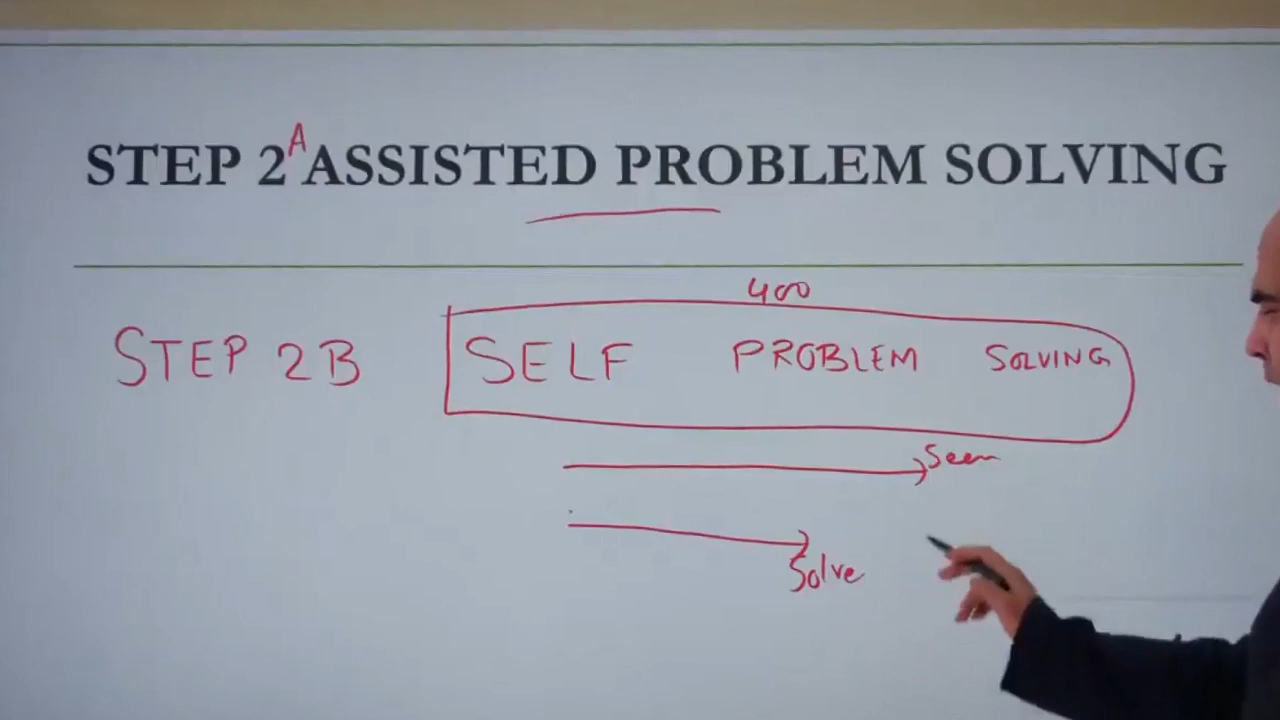 STEP 2A ASSISTED PROBLEM SOLVING
400
STEP 2B SELF PROBLEM SOLVING
Seen
Solve